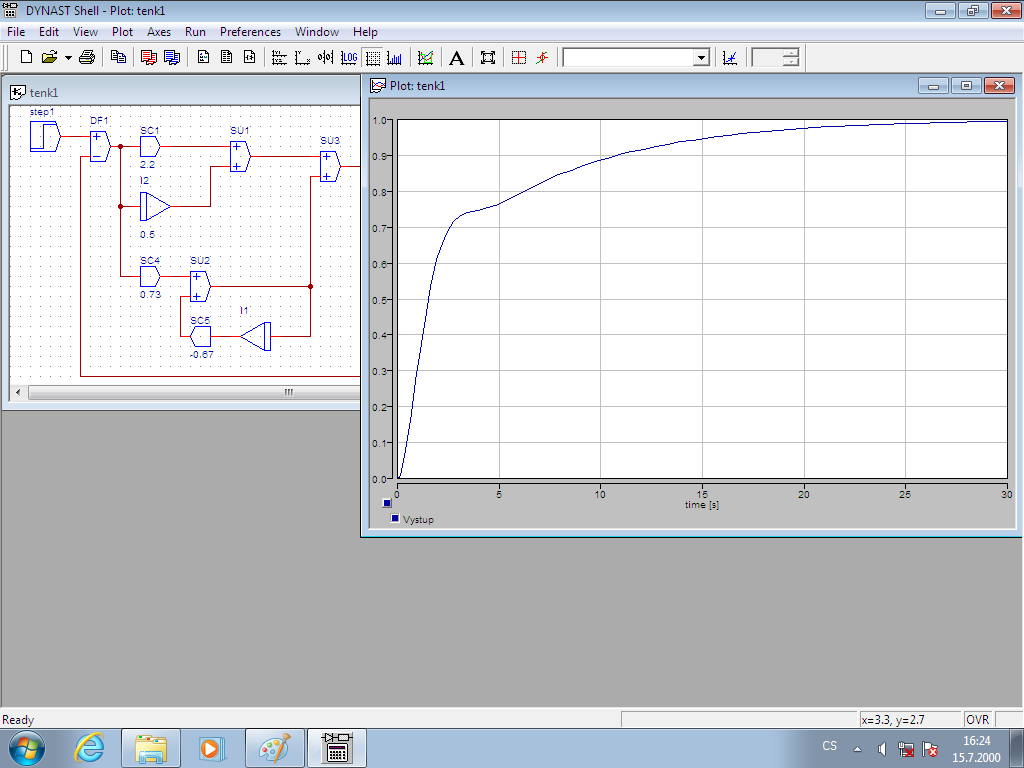 DYNAST Shell - Plot: tenk1
File Edit View Plot Axes Run Preferences Window Help
LOG A
tenk1
step1
DF1
SC1
2.2
I2
0.5
SU1
SU3
SC4
0.73
SU2
I1
SC5
-0.67
Plot: tenk1
1.0
0.9
0.8
0.7
0.6
0.5
0.4
0.3
0.2
0.1
0.0
0 5 10 15 20 25 30
time [s]
Vystup
Ready x=3.3, y=2.7 OVR
CS 16:24
15.7.2000